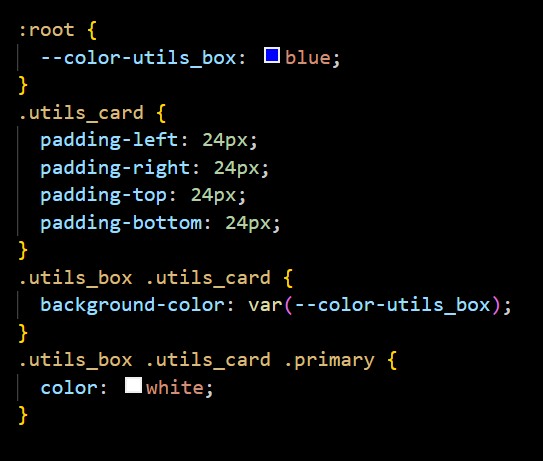 :root {
  --color-utils_box: blue;
}
.utils_card {
  padding-left: 24px;
  padding-right: 24px;
  padding-top: 24px;
  padding-bottom: 24px;
}
.utils_box .utils_card {
  background-color: var(--color-utils_box);
}
.utils_box .utils_card .primary {
  color: white;
}